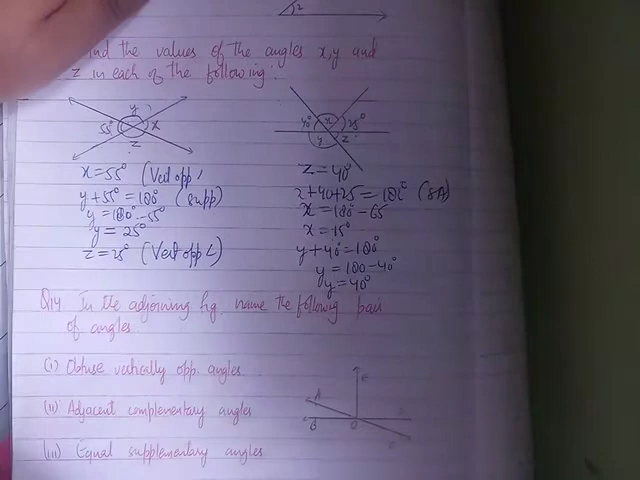 2
find the values of the angles x, y and
z in each of the following:
y
55° x
z
40° x 25°
y z
x = 55° (Vert opp
y + 55° = 180° (supp)
y = 180° - 55°
y = 25°
z = 25° (Vert opp ∠)
z = 40°
x + 40 + 25 = 180° (SA)
x = 180 - 65
x = 15°
y + 40° = 180°
y = 180 - 40°
y = 40°
Q14 In the adjoining fig. name the following pair
of angles
(i) Obtuse vertically opp. angles
(ii) Adjacent complementary angles
(iii) Equal supplementary angles
E
A
B O
C